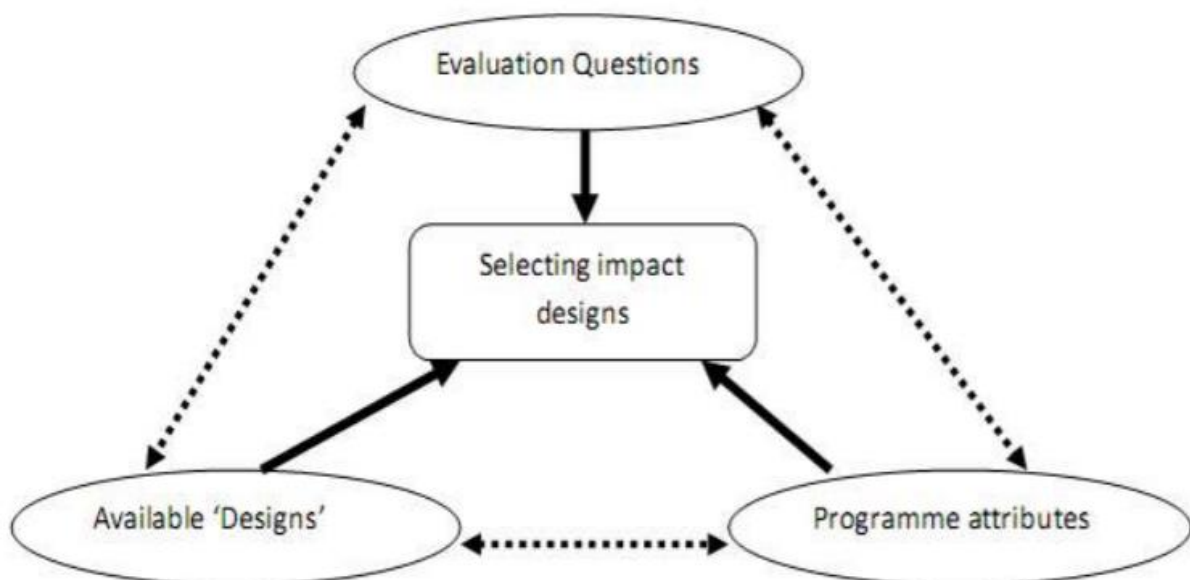 Evaluation Questions
Selecting impact
designs
Available ‘Designs’
Programme attributes